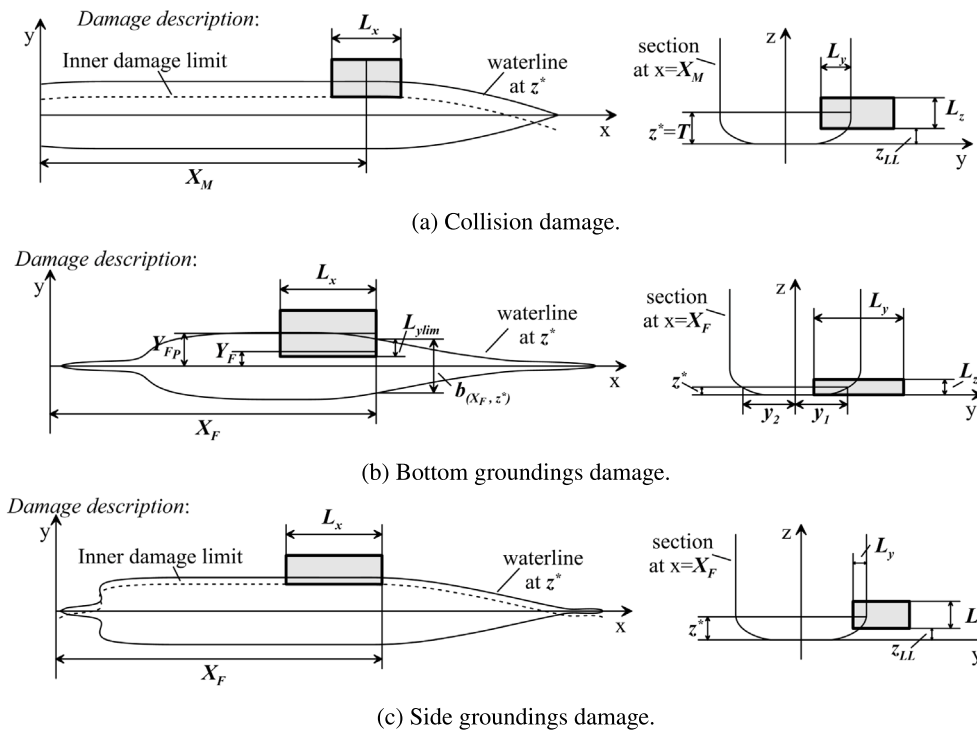 Damage description:
y
Inner damage limit
L_x
waterline
at z*
x
X_M
section
at x=X_M
z
L_y
L_z
z*=T
z_LL
y
(a) Collision damage.
Damage description:
y
L_x
Y_FP
Y_F
L_ylim
waterline
at z*
x
b_(X_F, z*)
X_F
section
at x=X_F
z
L_y
L_z
z*
y_2
y_1
y
(b) Bottom groundings damage.
Damage description:
y
Inner damage limit
L_x
waterline
at z*
x
X_F
section
at x=X_F
z
L_y
L
z*
z_LL
y
(c) Side groundings damage.